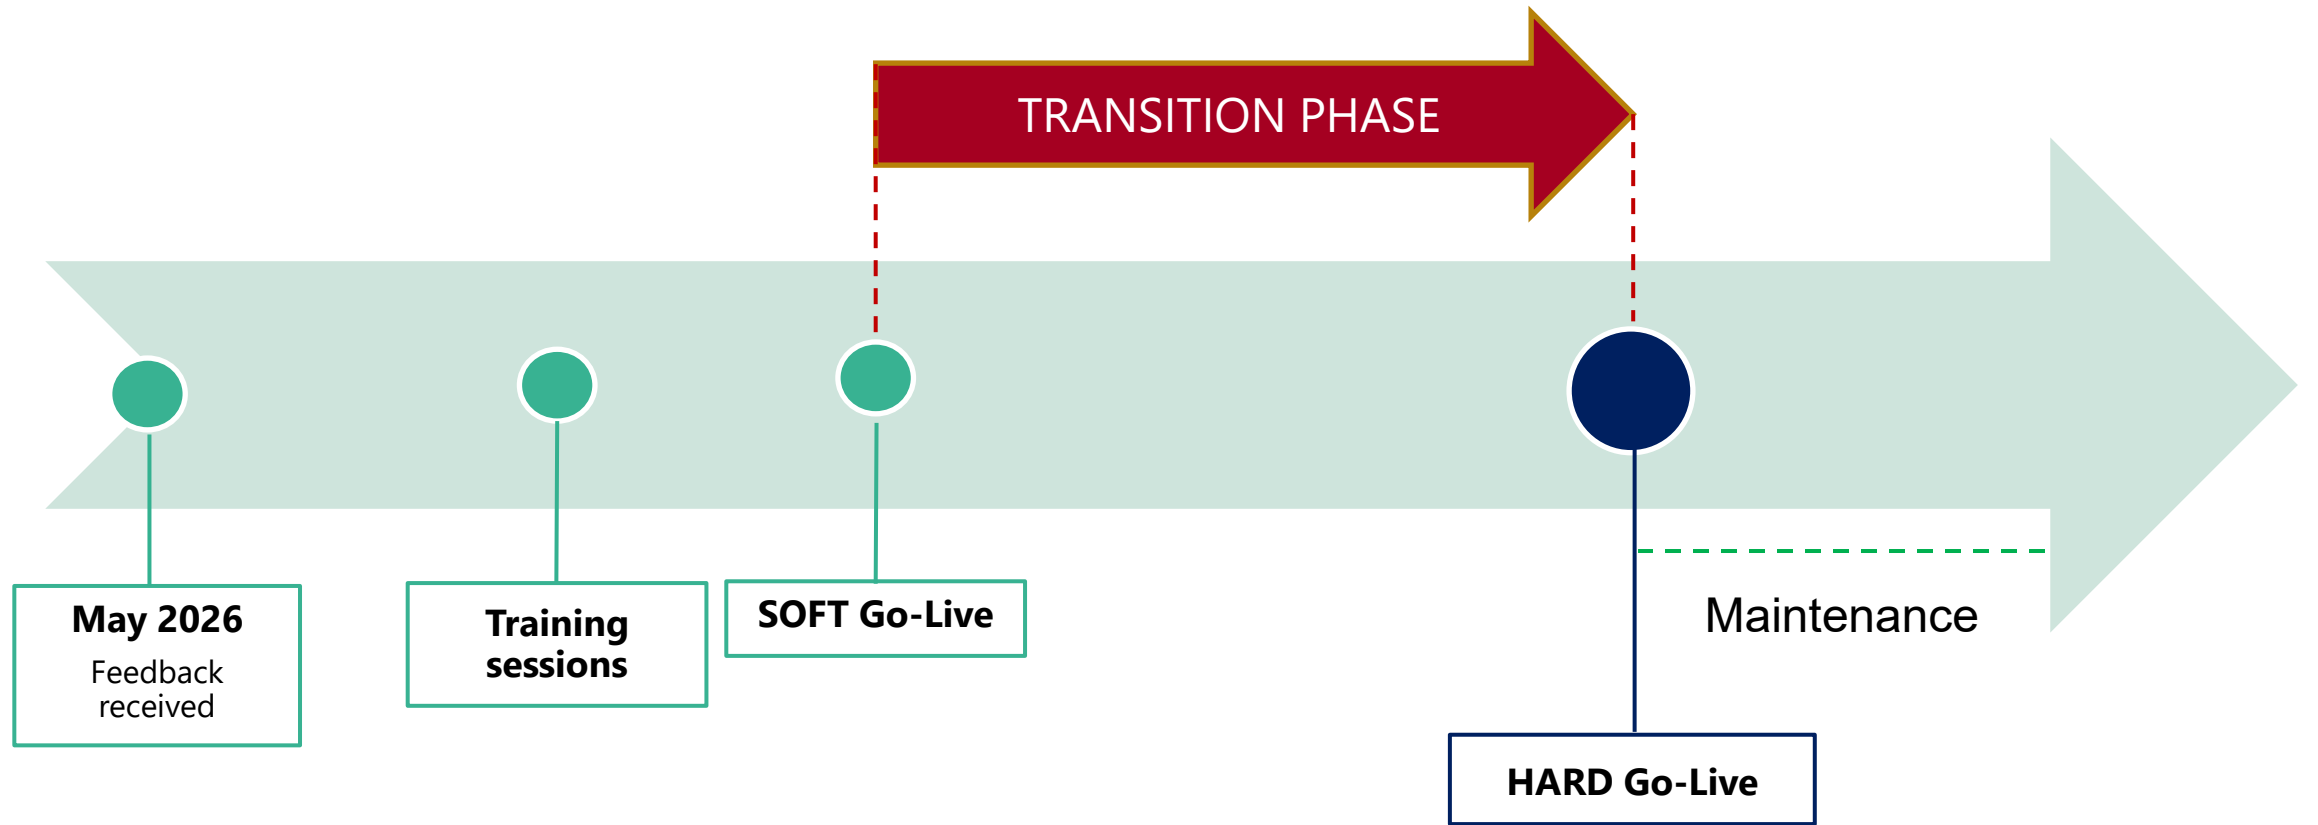 TRANSITION PHASE
May 2026
Feedback
received
Training
sessions
SOFT Go-Live
Maintenance
HARD Go-Live